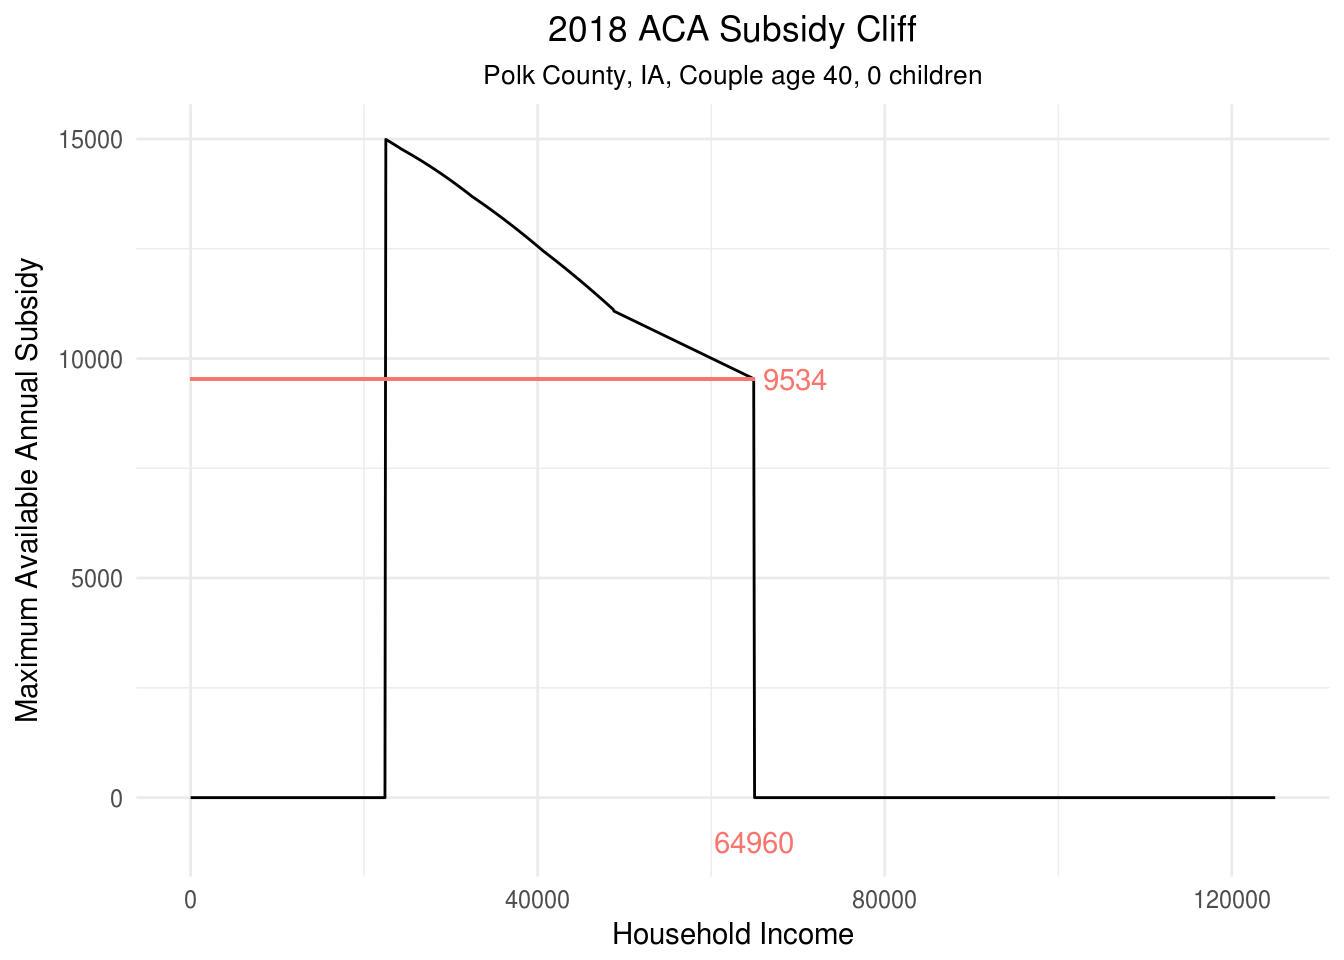 2018 ACA Subsidy Cliff
Polk County, IA, Couple age 40, 0 children
Maximum Available Annual Subsidy
15000
10000
5000
0
9534
64960
0
40000
80000
120000
Household Income